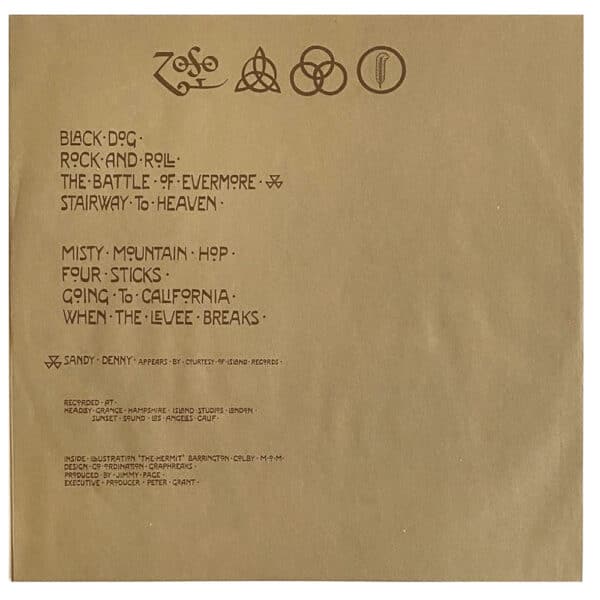 ZOSO
BLACK·DOG·
ROCK·AND·ROLL·
THE·BATTLE·OF·EVERMORE·
STAIRWAY·TO·HEAVEN·
MISTY·MOUNTAIN·HOP·
FOUR·STICKS·
GOING·TO·CALIFORNIA·
WHEN·THE·LEVEE·BREAKS·
SANDY·DENNY·APPEARS·BY·COURTESY·OF·ISLAND·RECORDS·
RECORDED·AT·
HEADLEY·GRANGE·HAMPSHIRE·ISLAND·STUDIOS·LONDON·
SUNSET·SOUND·LOS·ANGELES·CALIF·
INSIDE·ILLUSTRATION·"THE·HERMIT"·BARRINGTON·COLBY·M·O·M·
DESIGN·CO·ORDINATION·GRAPHREAKS·
PRODUCED·BY·JIMMY·PAGE·
EXECUTIVE·PRODUCER·PETER·GRANT·